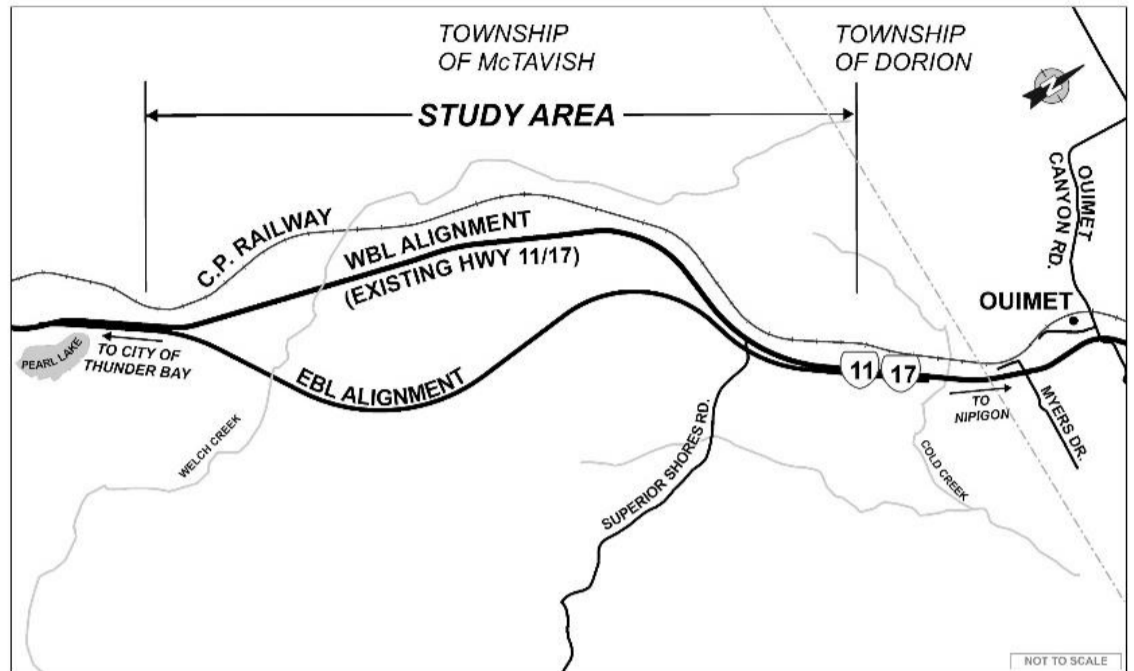 TOWNSHIP
OF McTAVISH
TOWNSHIP
OF DORION
N
STUDY AREA
OUIMET
CANYON RD.
C.P. RAILWAY
WBL ALIGNMENT
(EXISTING HWY 11/17)
OUIMET
PEARL LAKE
TO CITY OF
THUNDER BAY
EBL ALIGNMENT
11
17
TO
NIPIGON
MYERS DR.
WELCH CREEK
SUPERIOR SHORES RD.
COLD CREEK
NOT TO SCALE